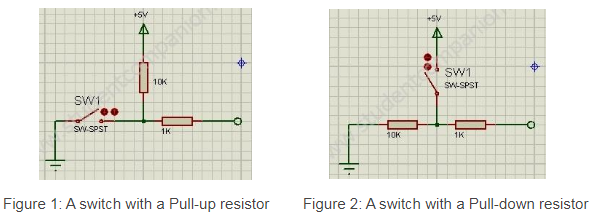 +5V
10K
SW1
SW-SPST
1K
+5V
SW1
SW-SPST
10K
1K
Figure 1: A switch with a Pull-up resistor
Figure 2: A switch with a Pull-down resistor